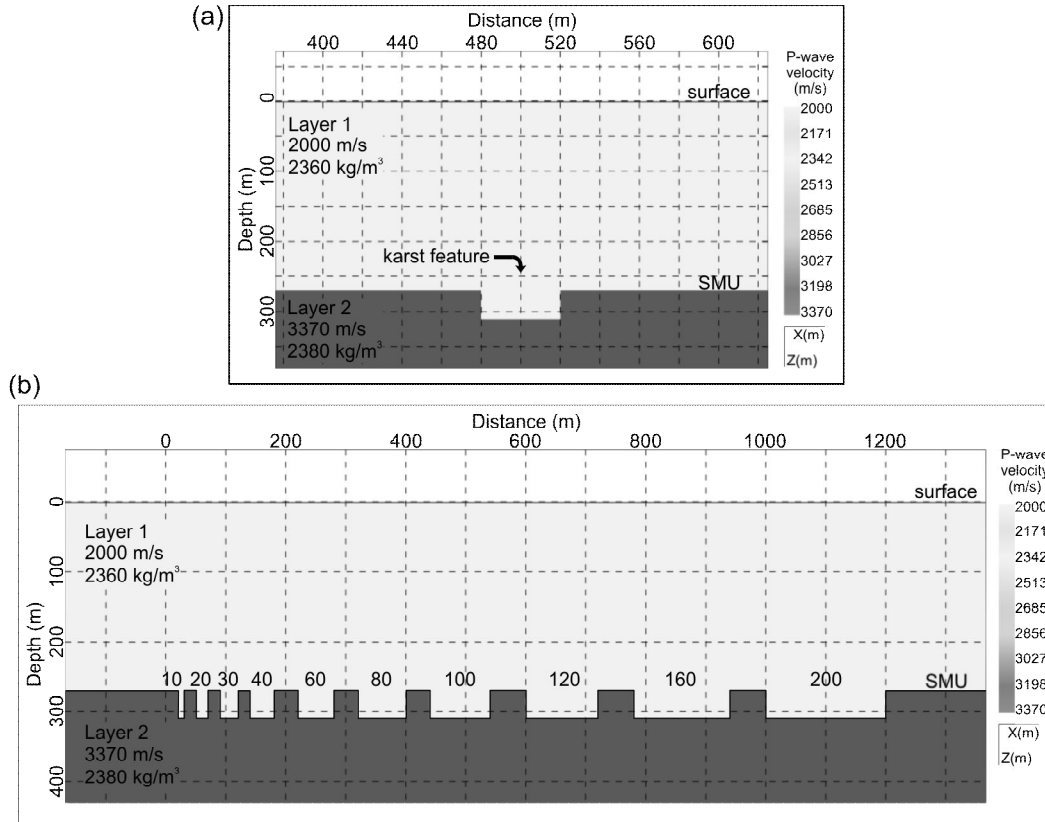 (a)
Distance (m)
400 440 480 520 560 600
P-wave
velocity
(m/s)
surface
0
100
200
300
Depth (m)
Layer 1
2000 m/s
2360 kg/m³
karst feature
SMU
Layer 2
3370 m/s
2380 kg/m³
2000
2171
2342
2513
2685
2856
3027
3198
3370
X(m)
Z(m)
(b)
Distance (m)
0 200 400 600 800 1000 1200
P-wave
velocity
(m/s)
surface
0
100
200
300
400
Depth (m)
Layer 1
2000 m/s
2360 kg/m³
10 20 30 40 60 80 100 120 160 200
SMU
Layer 2
3370 m/s
2380 kg/m³
2000
2171
2342
2513
2685
2856
3027
3198
3370
X(m)
Z(m)